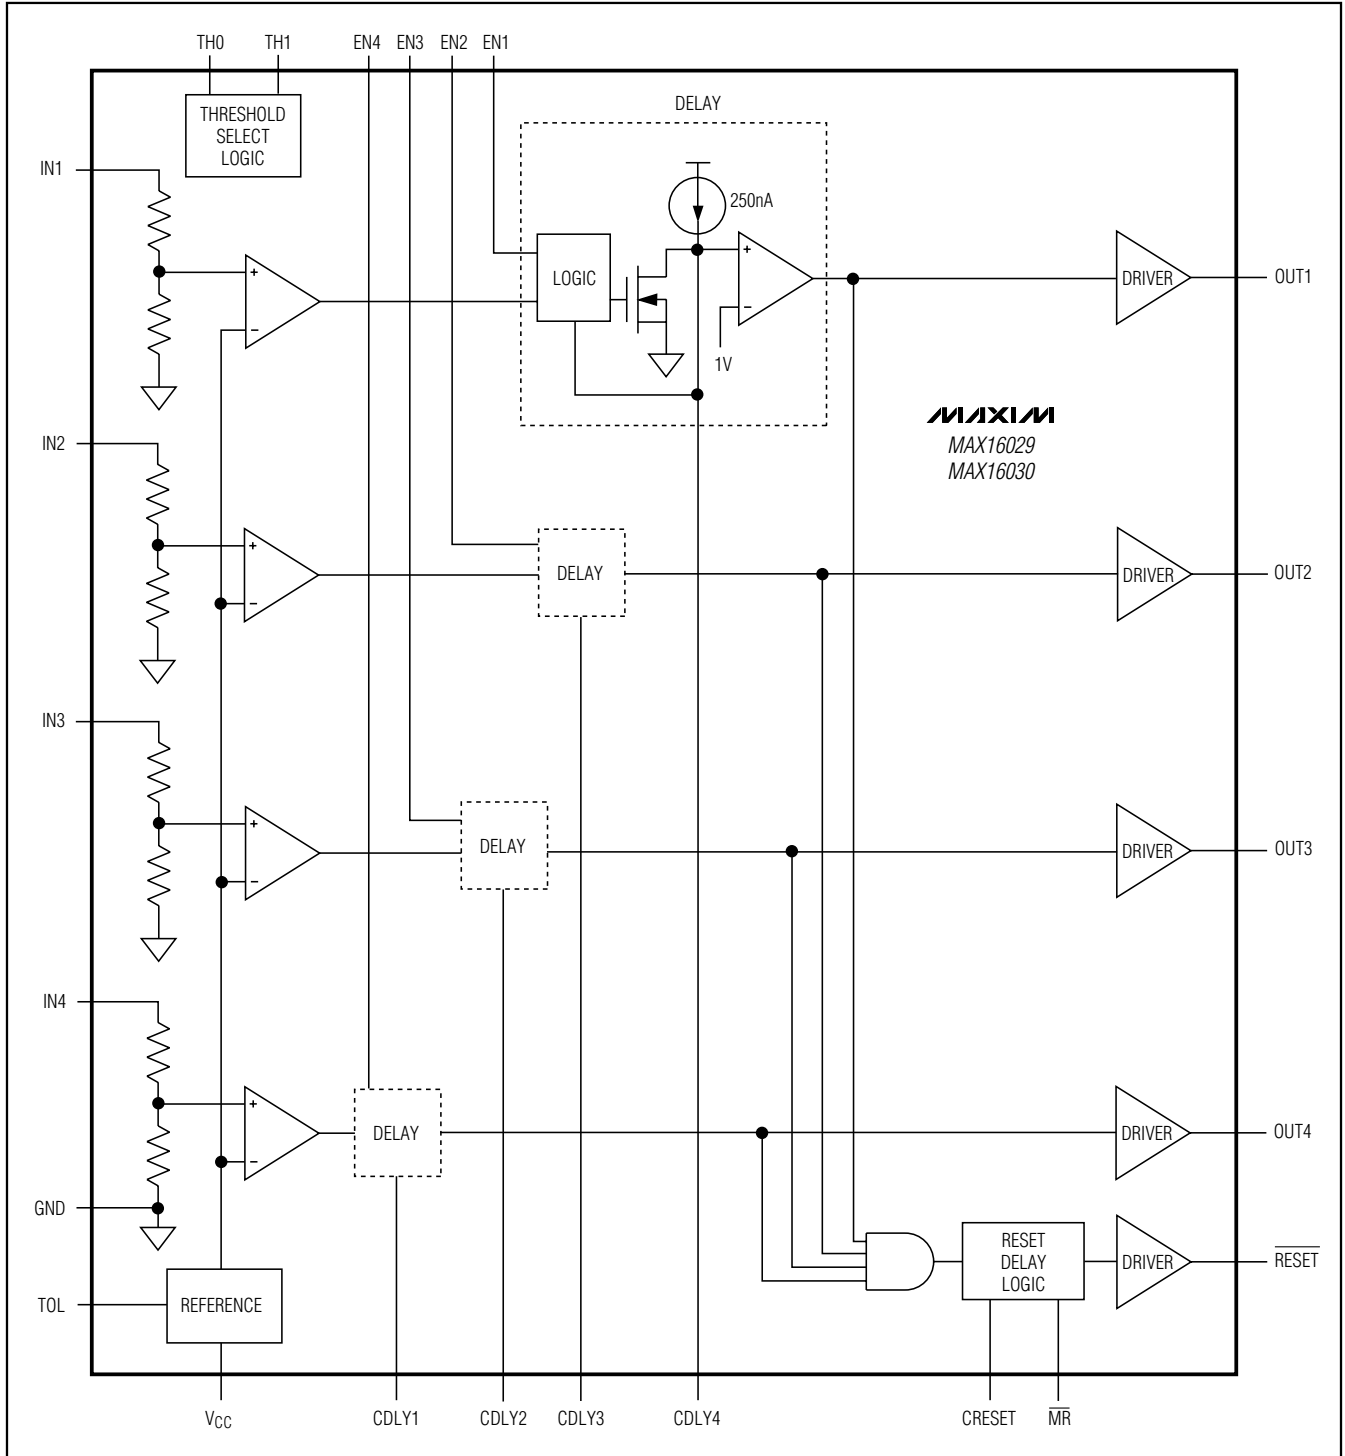 TH0 TH1 EN4 EN3 EN2 EN1
DELAY
THRESHOLD
SELECT
LOGIC
IN1
250nA
+
+
LOGIC
DRIVER
OUT1
−
−
1V
MAXIM
MAX16029
MAX16030
IN2
+
DELAY
DRIVER
OUT2
−
IN3
+
DELAY
DRIVER
OUT3
−
IN4
+
DELAY
DRIVER
OUT4
−
GND
RESET
DELAY
LOGIC
DRIVER
RESET
TOL
REFERENCE
VCC CDLY1 CDLY2 CDLY3 CDLY4 CRESET MR